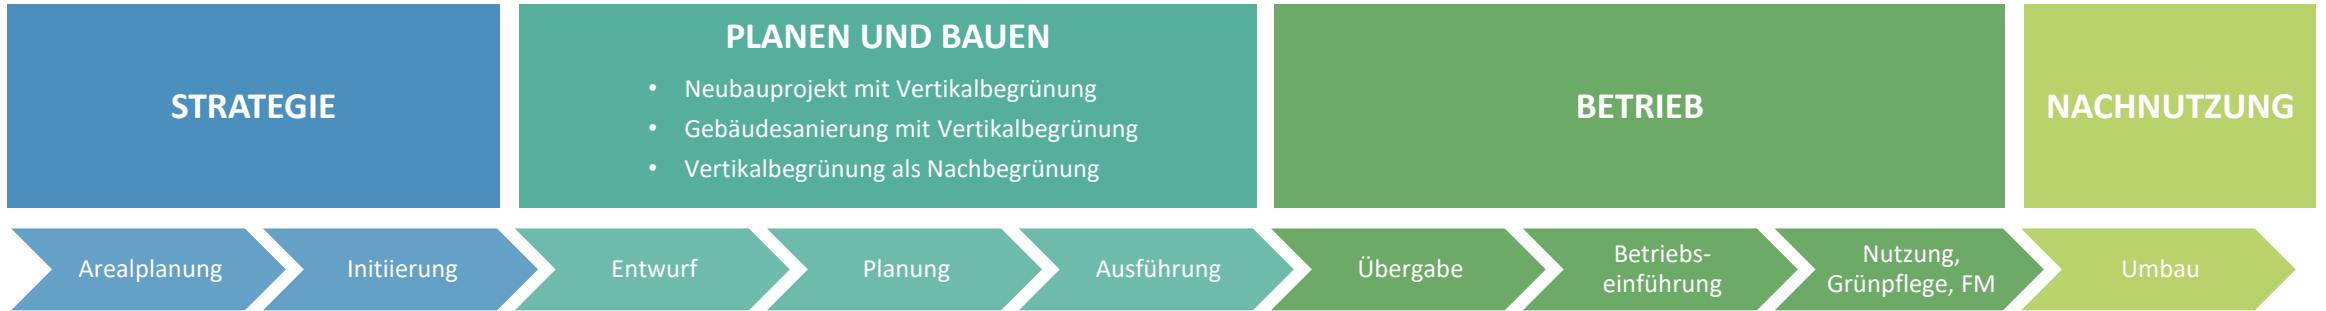 STRATEGIE
PLANEN UND BAUEN
• Neubauprojekt mit Vertikalbegrünung
• Gebäudesanierung mit Vertikalbegrünung
• Vertikalbegrünung als Nachbegrünung
BETRIEB
NACHNUTZUNG
Arealplanung
Initiierung
Entwurf
Planung
Ausführung
Übergabe
Betriebs-
einführung
Nutzung,
Grünpflege, FM
Umbau